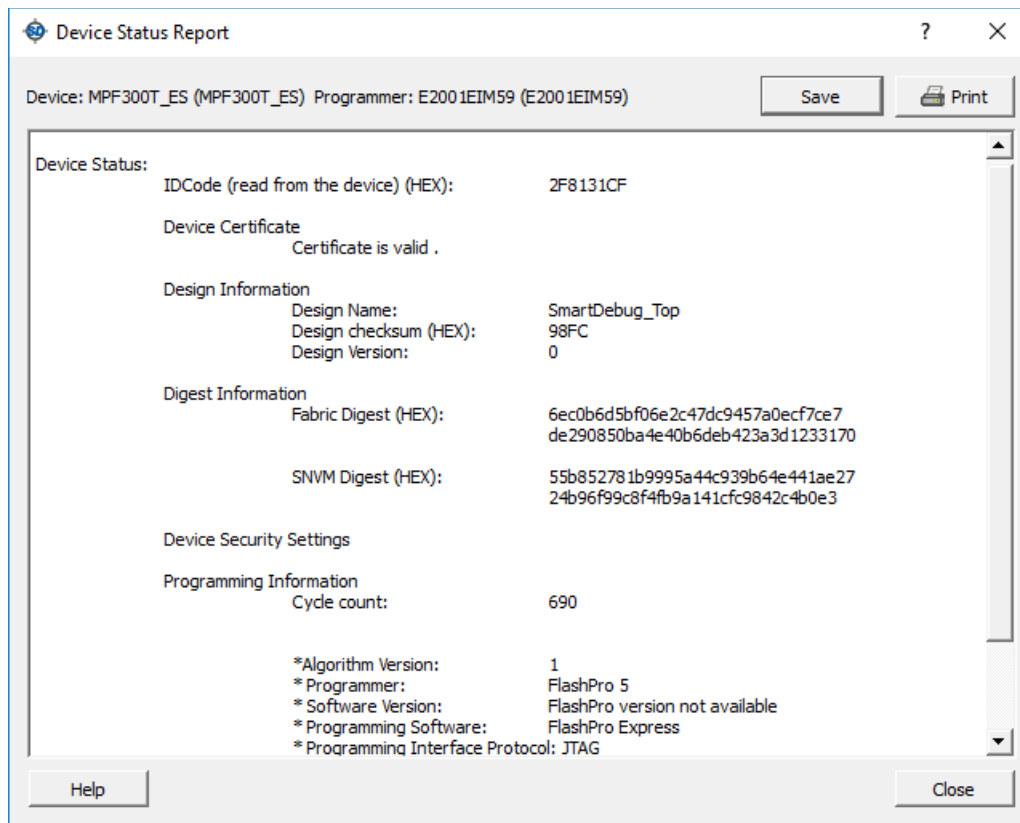 SD Device Status Report ? X
Device: MPF300T_ES (MPF300T_ES) Programmer: E2001EIM59 (E2001EIM59) Save Print
Device Status:
IDCode (read from the device) (HEX): 2F8131CF
Device Certificate
Certificate is valid .
Design Information
Design Name: SmartDebug_Top
Design checksum (HEX): 98FC
Design Version: 0
Digest Information
Fabric Digest (HEX): 6ec0b6d5bf06e2c47dc9457a0ecf7ce7
de290850ba4e40b6deb423a3d1233170
SNVM Digest (HEX): 55b852781b9995a44c939b64e441ae27
24b96f99c8f4fb9a141cfc9842c4b0e3
Device Security Settings
Programming Information
Cycle count: 690
*Algorithm Version: 1
* Programmer: FlashPro 5
* Software Version: FlashPro version not available
* Programming Software: FlashPro Express
* Programming Interface Protocol: JTAG
Help Close